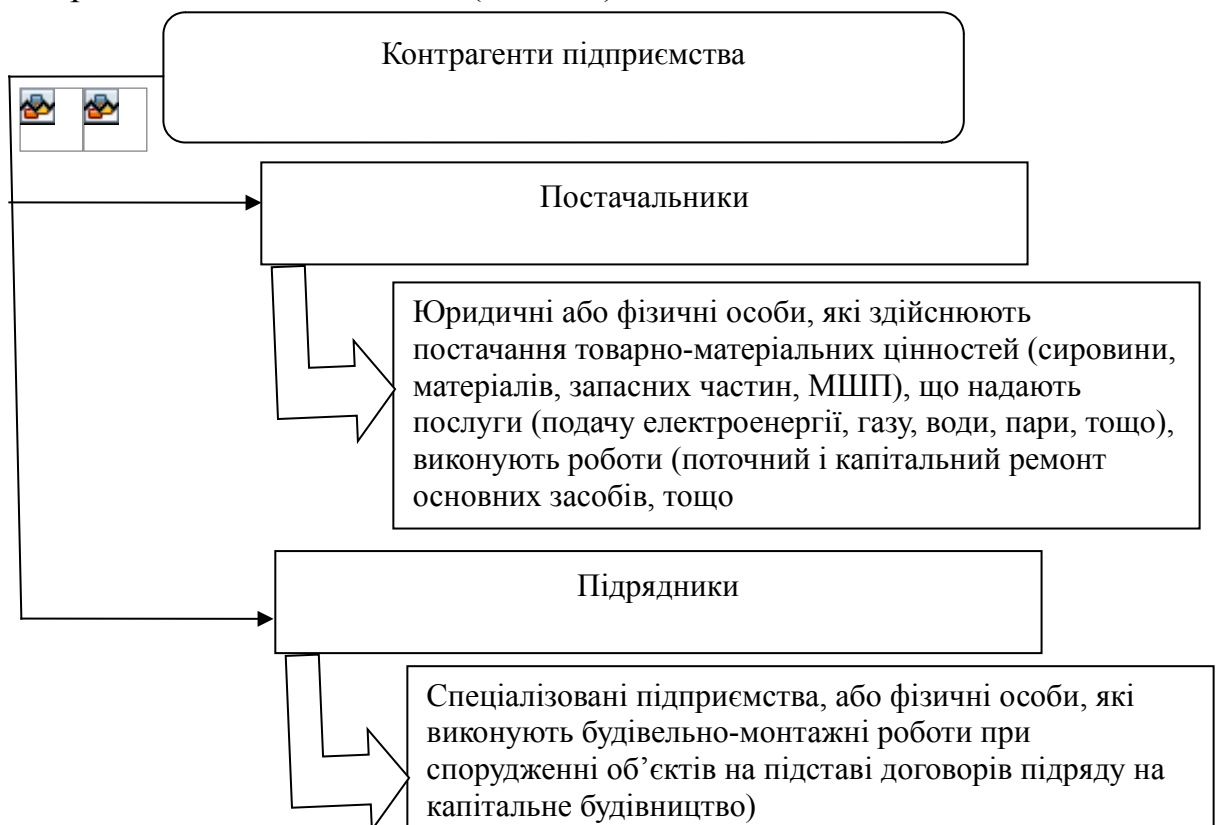 Контрагенти підприємства
Постачальники
Юридичні або фізичні особи, які здійснюють
постачання товарно-матеріальних цінностей (сировини,
матеріалів, запасних частин, МШП), що надають
послуги (подачу електроенергії, газу, води, пари, тощо),
виконують роботи (поточний і капітальний ремонт
основних засобів, тощо
Підрядники
Спеціалізовані підприємства, або фізичні особи, які
виконують будівельно-монтажні роботи при
спорудженні об’єктів на підставі договорів підряду на
капітальне будівництво)